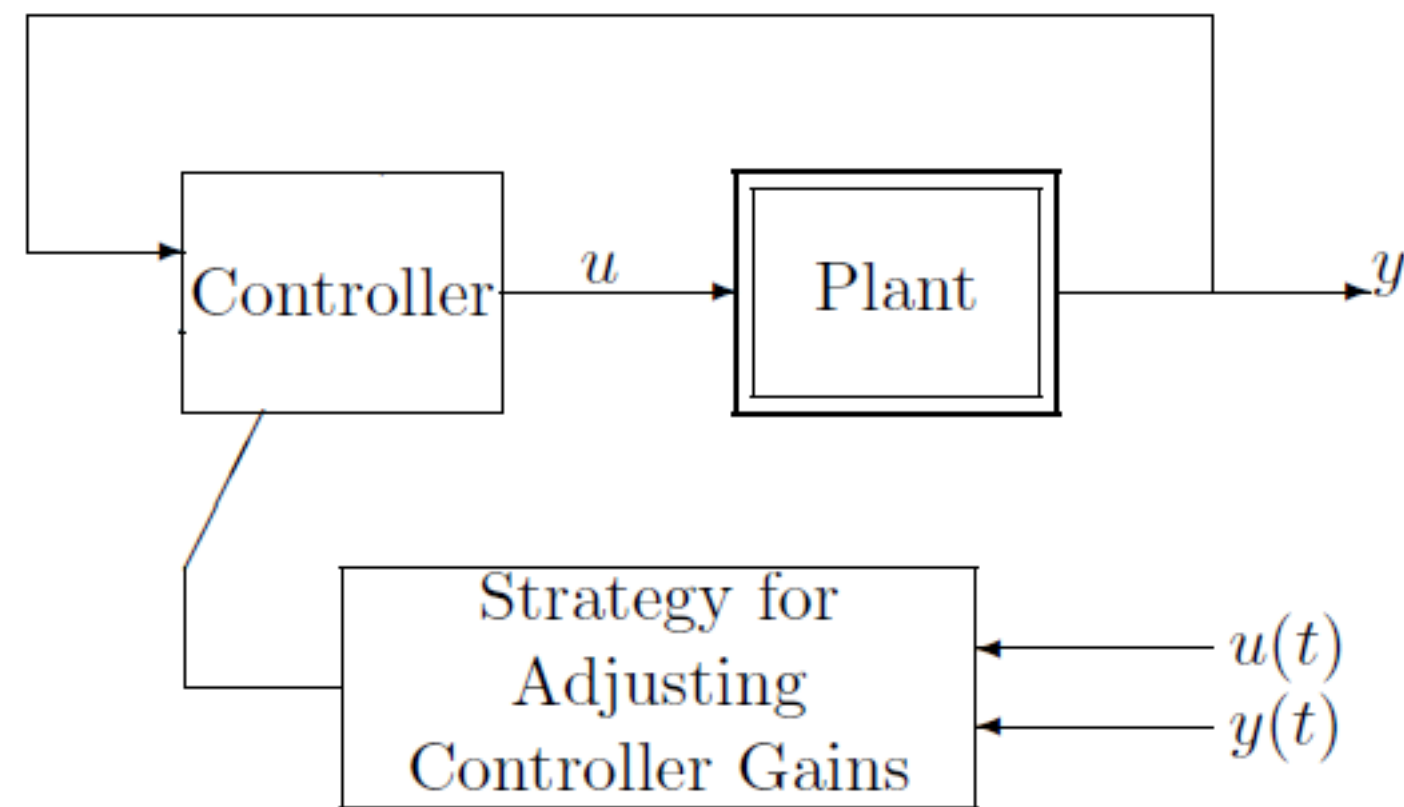 Controller
u
Plant
y
Strategy for
Adjusting
Controller Gains
u(t)
y(t)